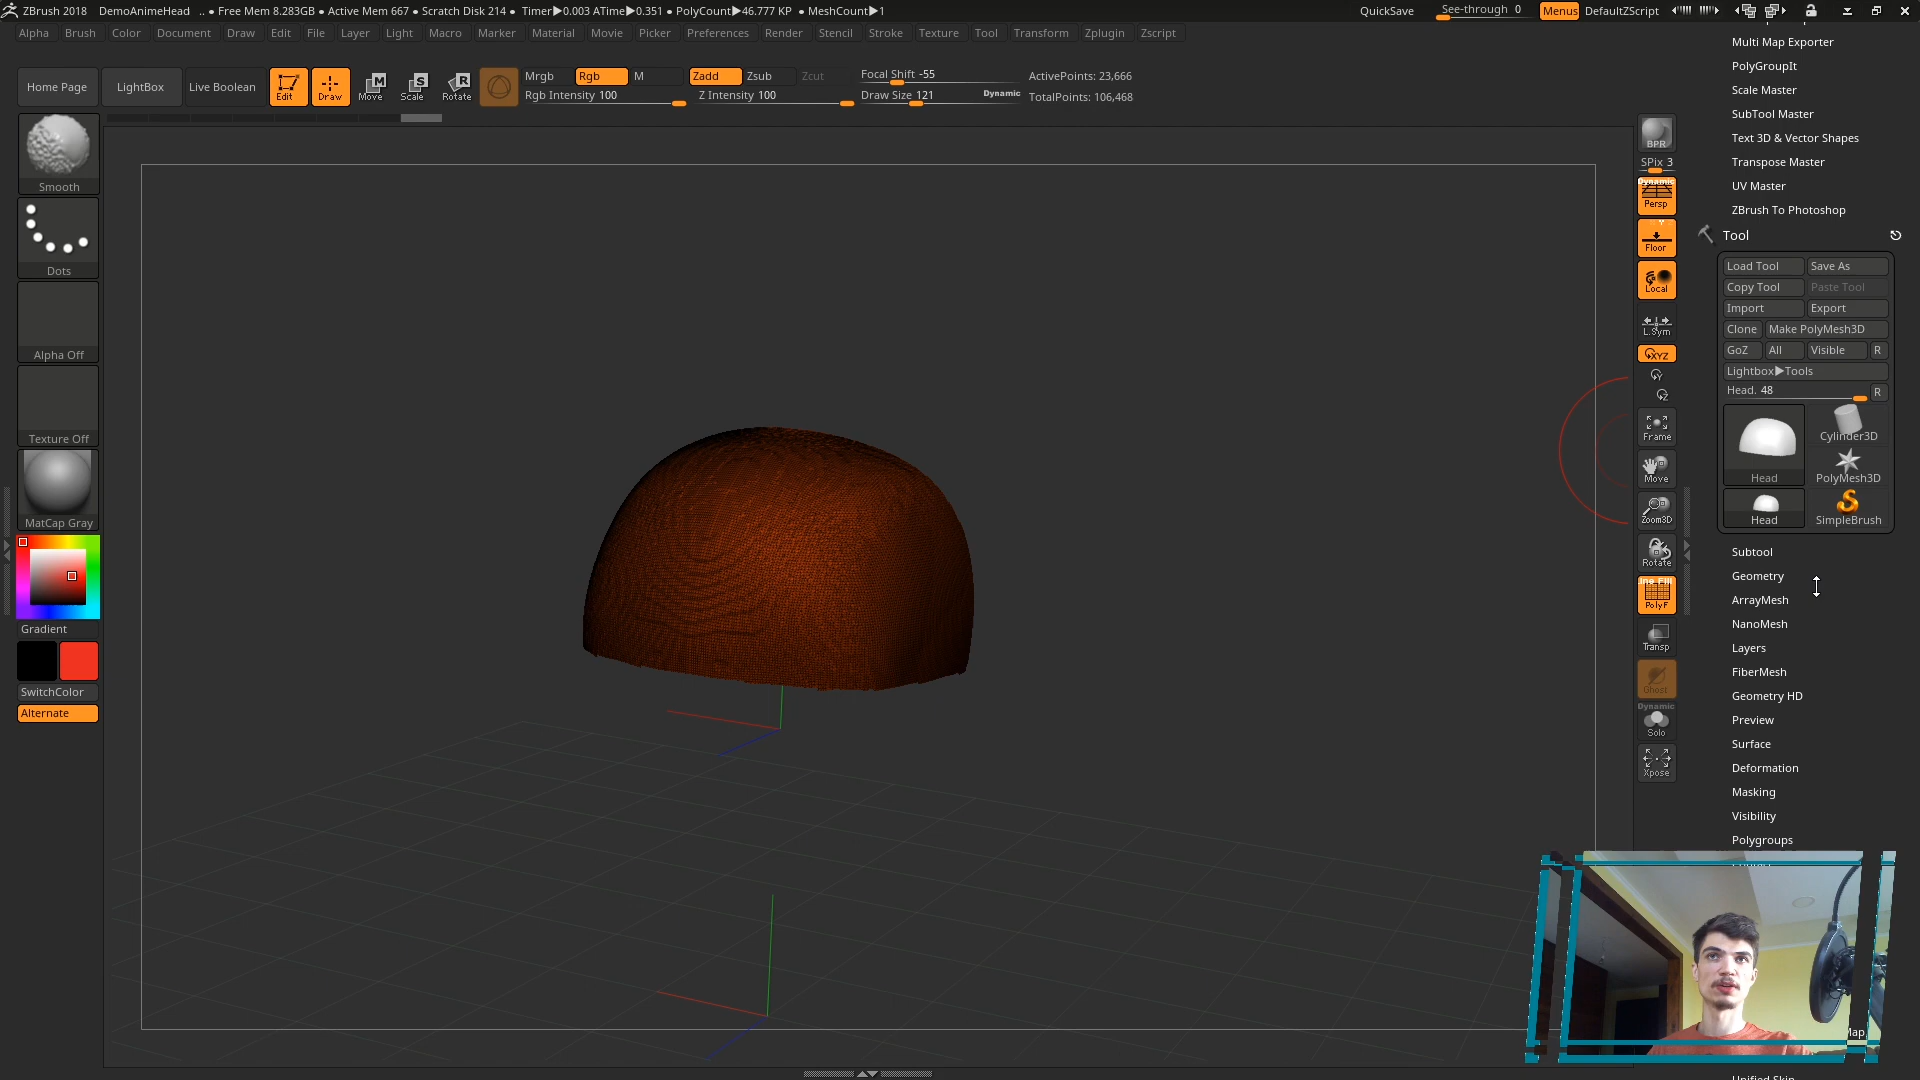 ZBrush 2018 DemoAnimeHead .. • Free Mem 8.283GB • Active Mem 667 • Scratch Disk 214 • Timer▶0.003 ATime▶0.351 • PolyCount▶46.777 KP • MeshCount▶1 QuickSave See-through 0 Menus DefaultZScript
Alpha Brush Color Document Draw Edit File Layer Light Macro Marker Material Movie Picker Preferences Render Stencil Stroke Texture Tool Transform Zplugin Zscript
Home Page LightBox Live Boolean Edit Draw Move Scale Rotate
M S R
Mrgb Rgb M Zadd Zsub Zcut Focal Shift -55 ActivePoints: 23,666
Rgb Intensity 100 Z Intensity 100 Draw Size 121 Dynamic TotalPoints: 106,468
Smooth
Dots
Alpha Off
Texture Off
MatCap Gray
Gradient
SwitchColor
Alternate
BPR
SPix 3
Dynamic
Persp
Floor
Local
L.Sym
XYZ
Y
Z
Frame
Move
Zoom3D
Rotate
Line Fill
PolyF
Transp
Ghost
Dynamic
Solo
Xpose
Multi Map Exporter
PolyGroupIt
Scale Master
SubTool Master
Text 3D & Vector Shapes
Transpose Master
UV Master
ZBrush To Photoshop
Tool
Load Tool Save As
Copy Tool Paste Tool
Import Export
Clone Make PolyMesh3D
GoZ All Visible R
Lightbox▶Tools
Head. 48 R
Cylinder3D
Head PolyMesh3D
Head SimpleBrush
Subtool
Geometry
ArrayMesh
NanoMesh
Layers
FiberMesh
Geometry HD
Preview
Surface
Deformation
Masking
Visibility
Polygroups
Map
Unified Skin